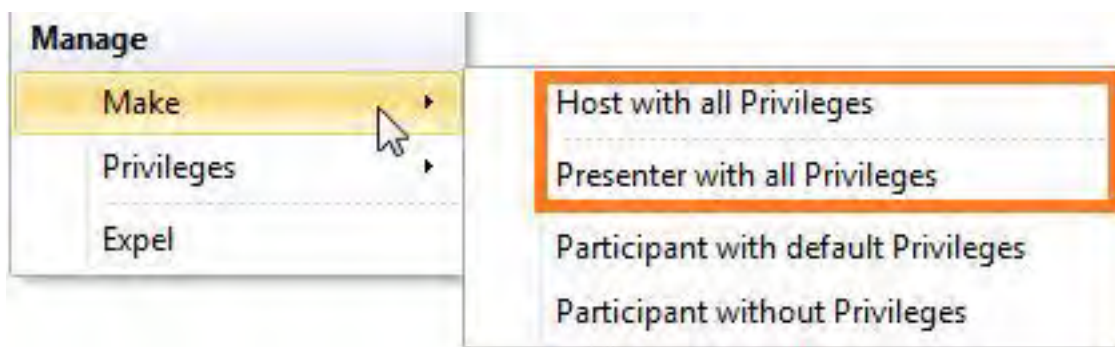 Manage
Make
Privileges
Expel
Host with all Privileges
Presenter with all Privileges
Participant with default Privileges
Participant without Privileges